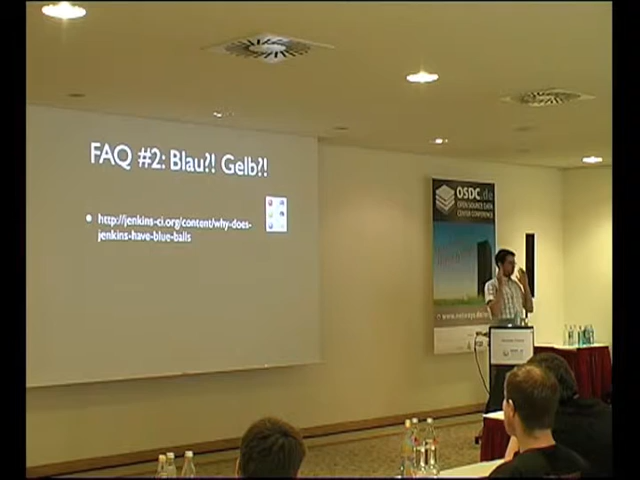 FAQ #2: Blau?! Gelb?!
http://jenkins-ci.org/content/why-does-
jenkins-have-blue-balls
OSDC.de
OPEN SOURCE DATA
CENTER CONFERENCE